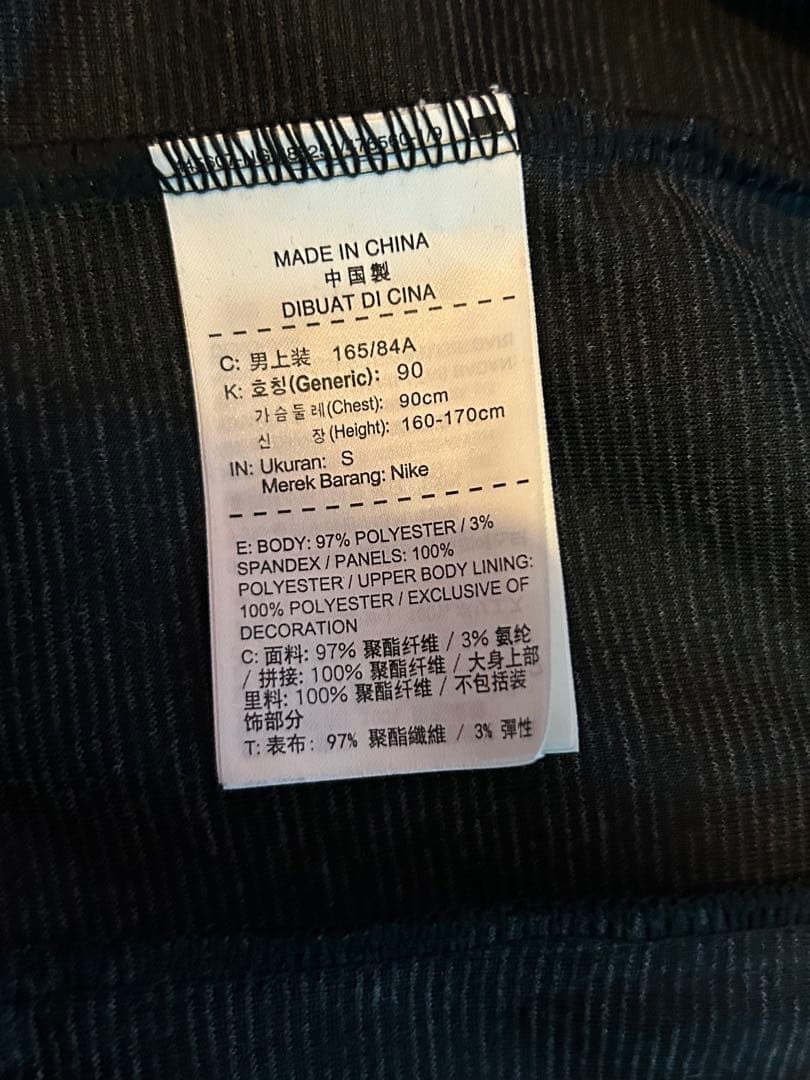 MADE IN CHINA
中国製
DIBUAT DI CINA
C: 男上装 165/84A
K: 호칭(Generic): 90
가슴둘레(Chest): 90cm
신 장(Height): 160-170cm
IN: Ukuran: S
Merek Barang: Nike
E: BODY: 97% POLYESTER / 3%
SPANDEX / PANELS: 100%
POLYESTER / UPPER BODY LINING:
100% POLYESTER / EXCLUSIVE OF
DECORATION
C: 面料: 97% 聚酯纤维 / 3% 氨纶
/ 拼接: 100% 聚酯纤维 / 大身上部
里料: 100% 聚酯纤维 / 不包括装
饰部分
T: 表布: 97% 聚酯纖維 / 3% 彈性